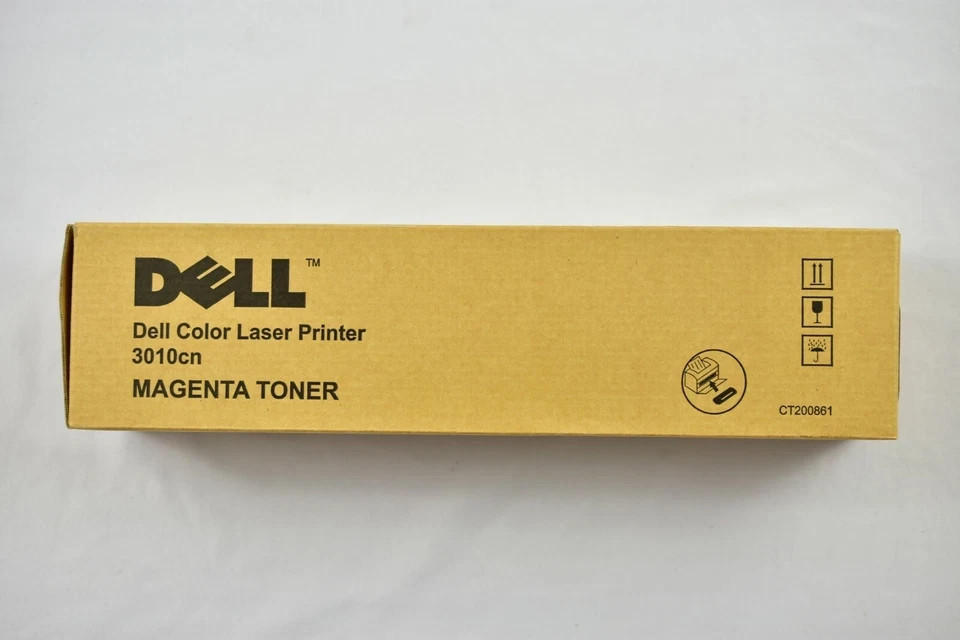 DELL™
Dell Color Laser Printer
3010cn
MAGENTA TONER
CT200861